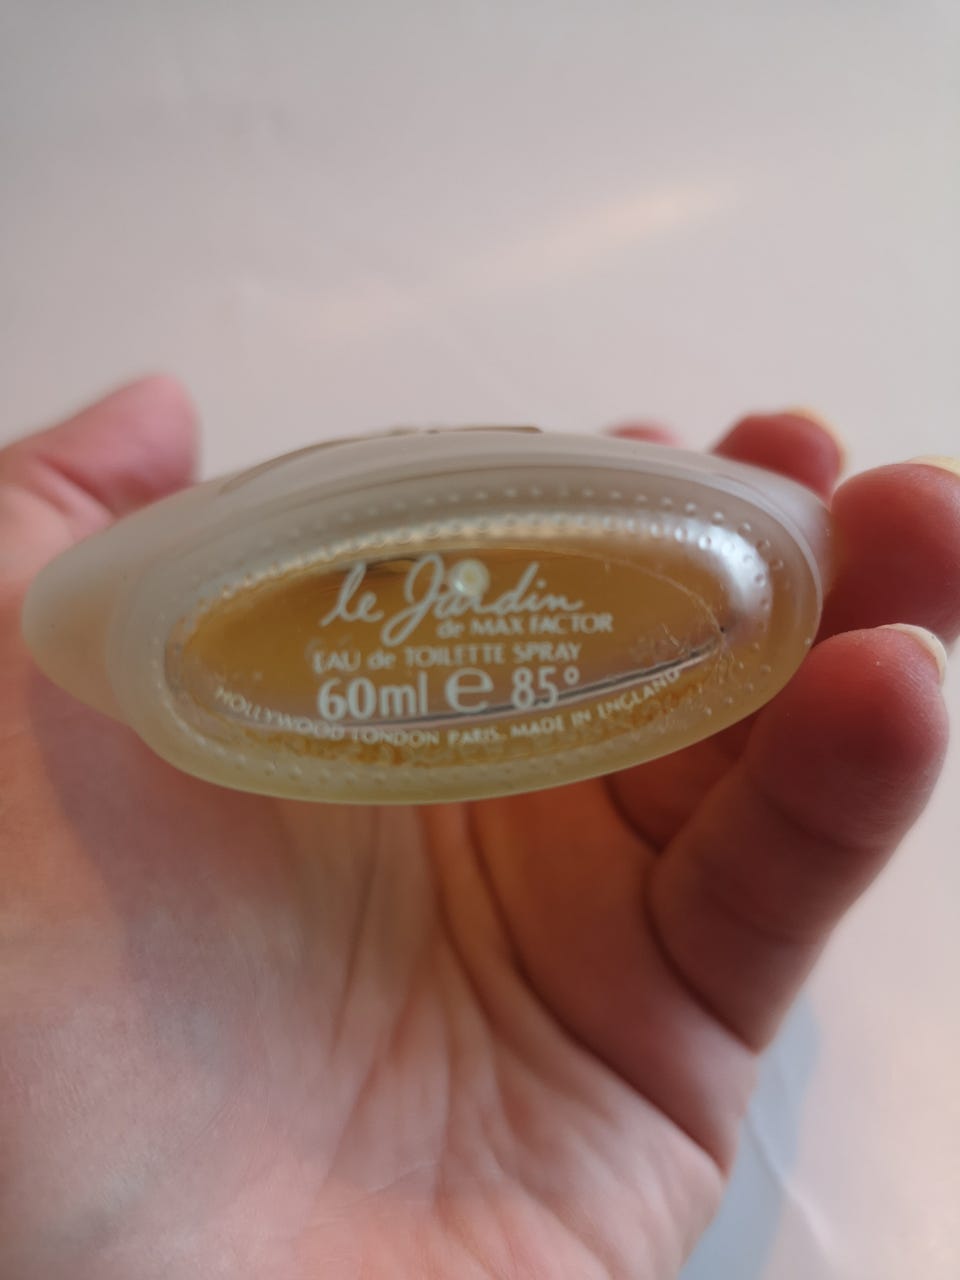 le Jardin
de MAX FACTOR
EAU de TOILETTE SPRAY
60ml e 85°
HOLLYWOOD LONDON PARIS. MADE IN ENGLAND